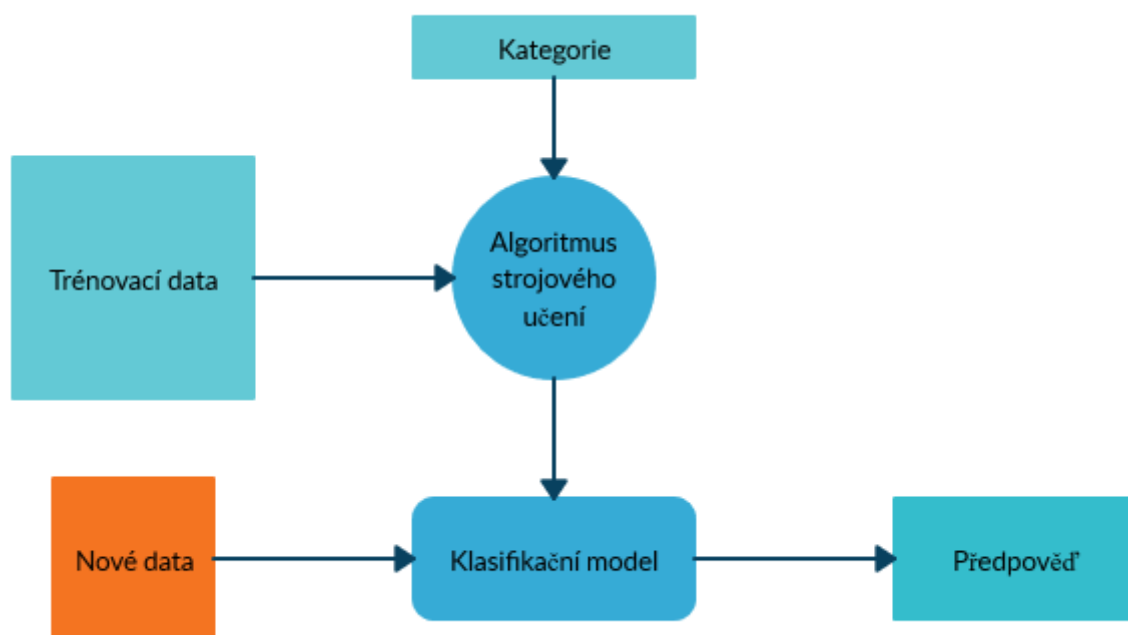 Kategorie
Trénovací data
Algoritmus
strojového
učení
Nové data
Klasifikační model
Předpověď